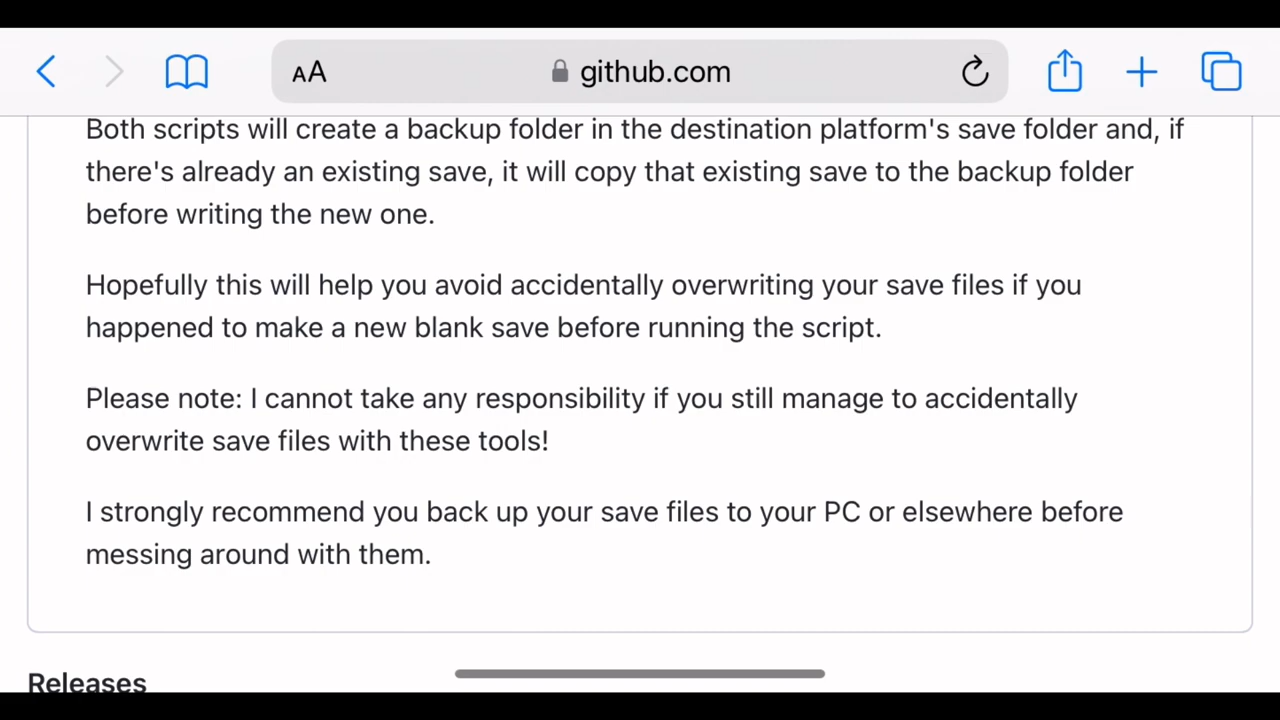 AA github.com
Both scripts will create a backup folder in the destination platform's save folder and, if
there's already an existing save, it will copy that existing save to the backup folder
before writing the new one.
Hopefully this will help you avoid accidentally overwriting your save files if you
happened to make a new blank save before running the script.
Please note: I cannot take any responsibility if you still manage to accidentally
overwrite save files with these tools!
I strongly recommend you back up your save files to your PC or elsewhere before
messing around with them.
Releases